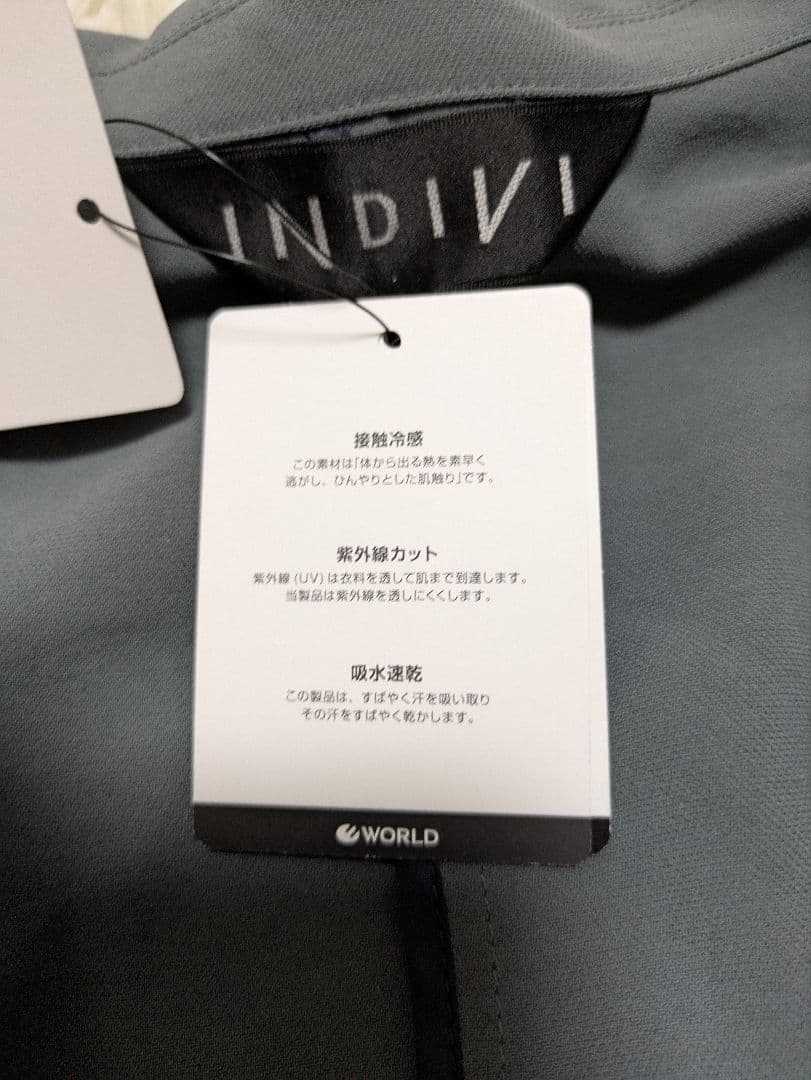 INDIVI
接触冷感
この素材は「体から出る熱を素早く
逃がし、ひんやりとした肌触り」です。
紫外線カット
紫外線(UV)は衣料を透して肌まで到達します。
当製品は紫外線を透しにくくします。
吸水速乾
この製品は、すばやく汗を吸い取り
その汗をすばやく乾かします。
WORLD